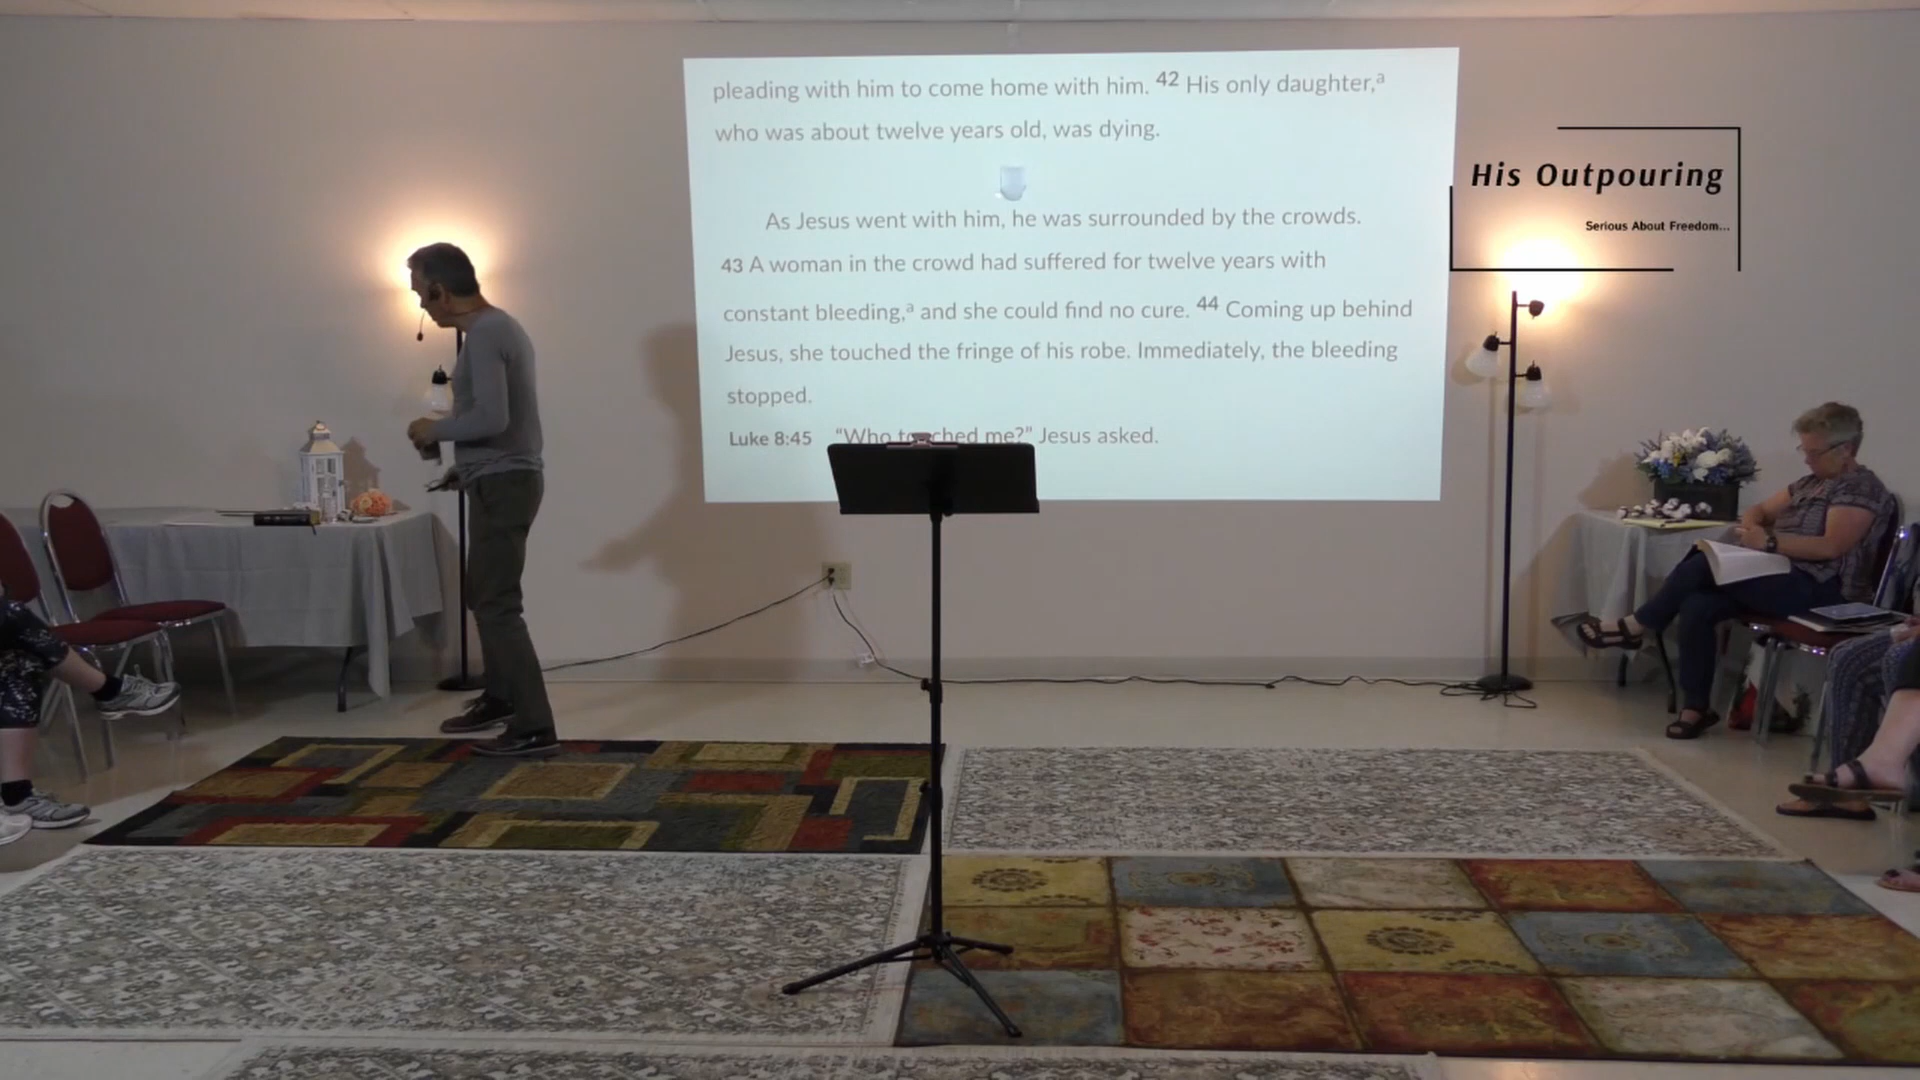 pleading with him to come home with him. 42 His only daughter,a
who was about twelve years old, was dying.
As Jesus went with him, he was surrounded by the crowds.
43 A woman in the crowd had suffered for twelve years with
constant bleeding,a and she could find no cure. 44 Coming up behind
Jesus, she touched the fringe of his robe. Immediately, the bleeding
stopped.
Luke 8:45 “Who touched me?” Jesus asked.
His Outpouring
Serious About Freedom...